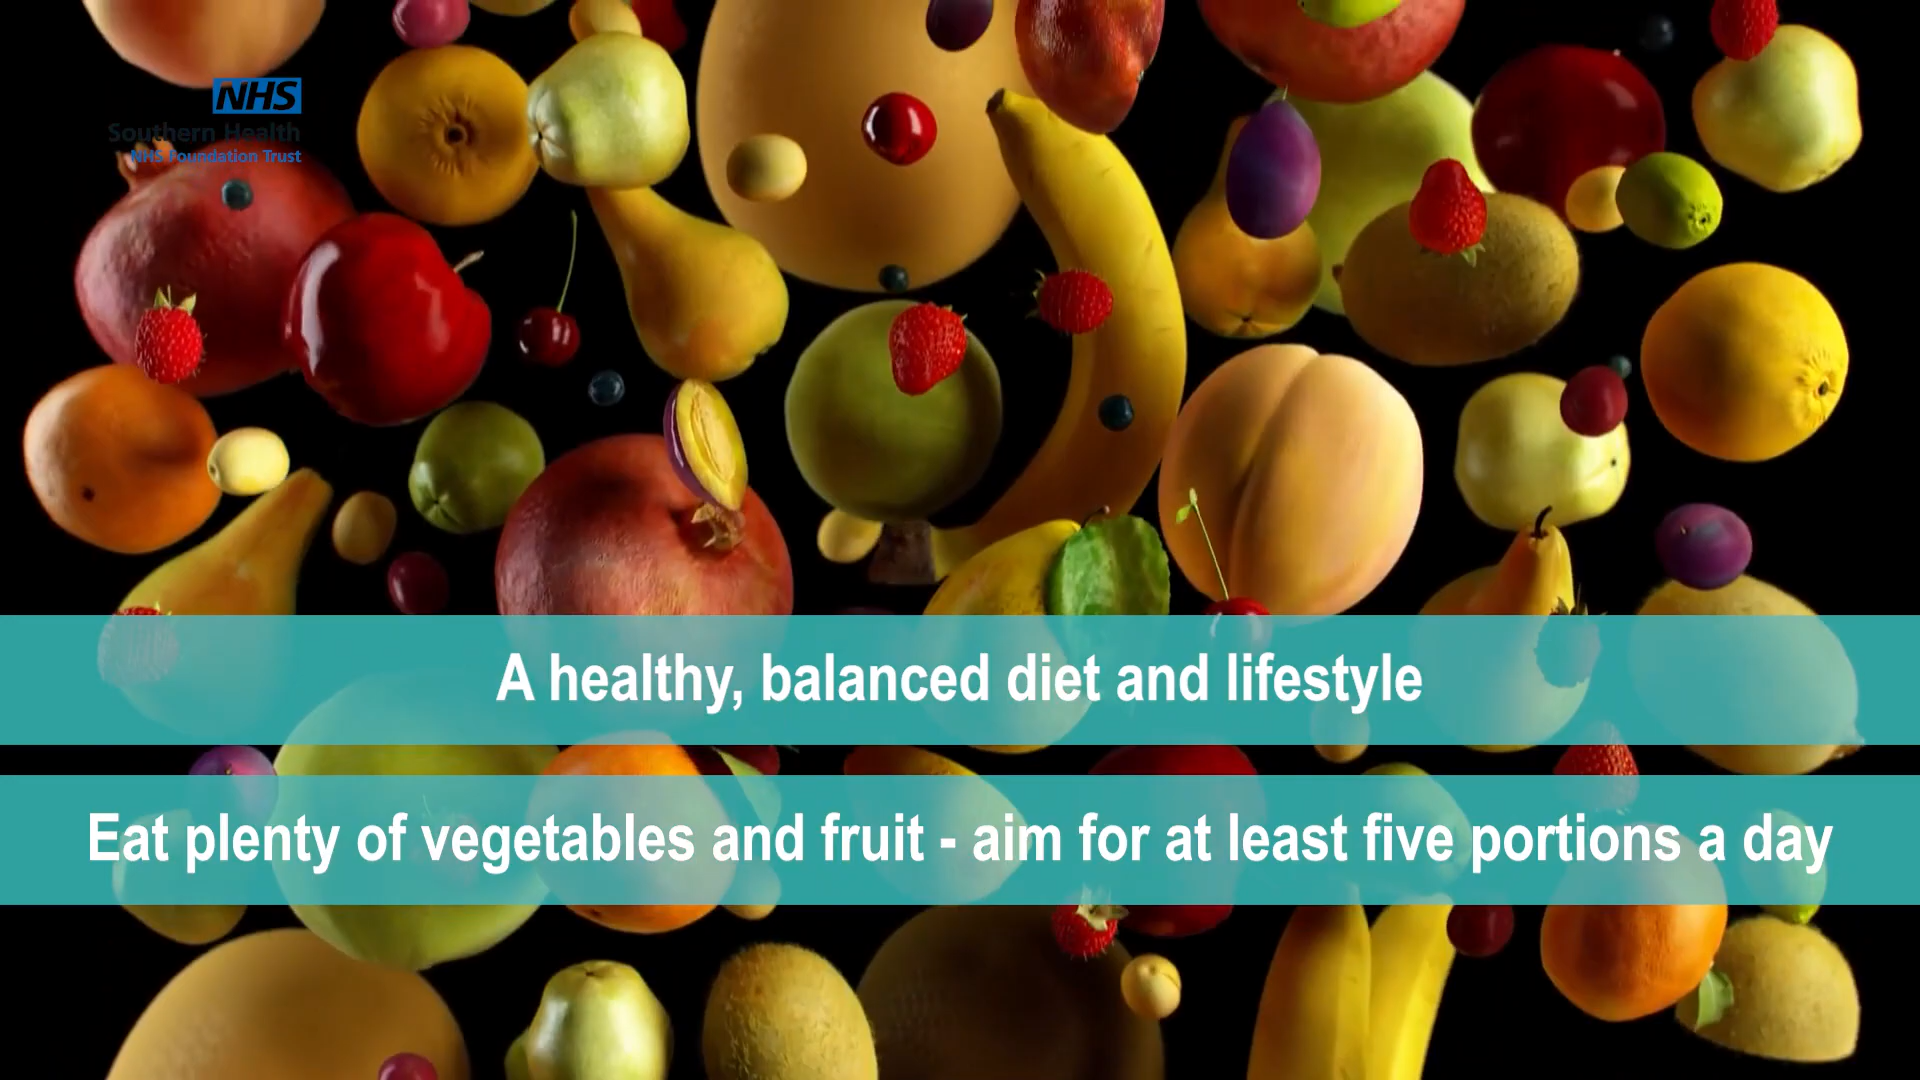 NHS
Southern Health
NHS Foundation Trust
A healthy, balanced diet and lifestyle
Eat plenty of vegetables and fruit - aim for at least five portions a day